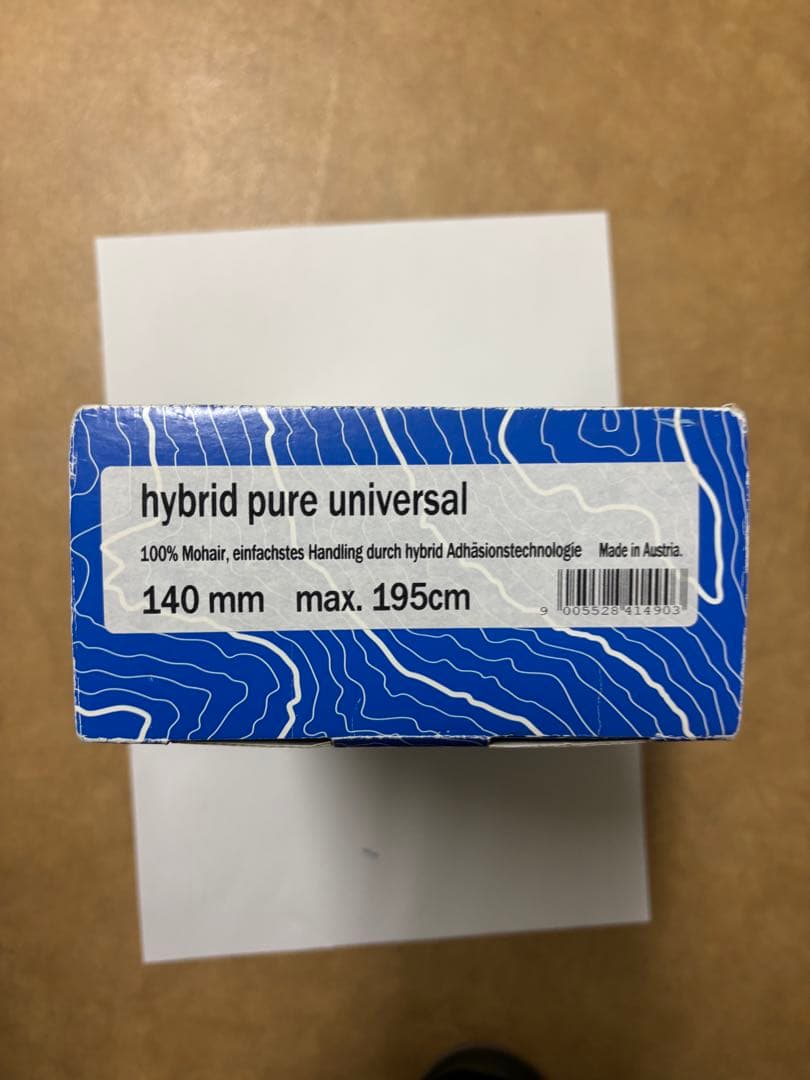 hybrid pure universal
100% Mohair, einfachstes Handling durch hybrid Adhäsionstechnologie Made in Austria.
140 mm max. 195cm
9 005528 414903